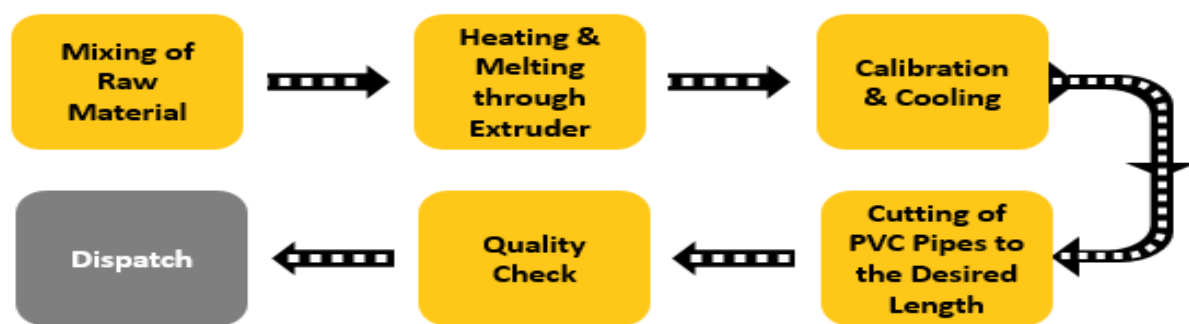 Mixing of
Raw
Material
Heating &
Melting
through
Extruder
Calibration
& Cooling
Cutting of
PVC Pipes to
the Desired
Length
Quality
Check
Dispatch